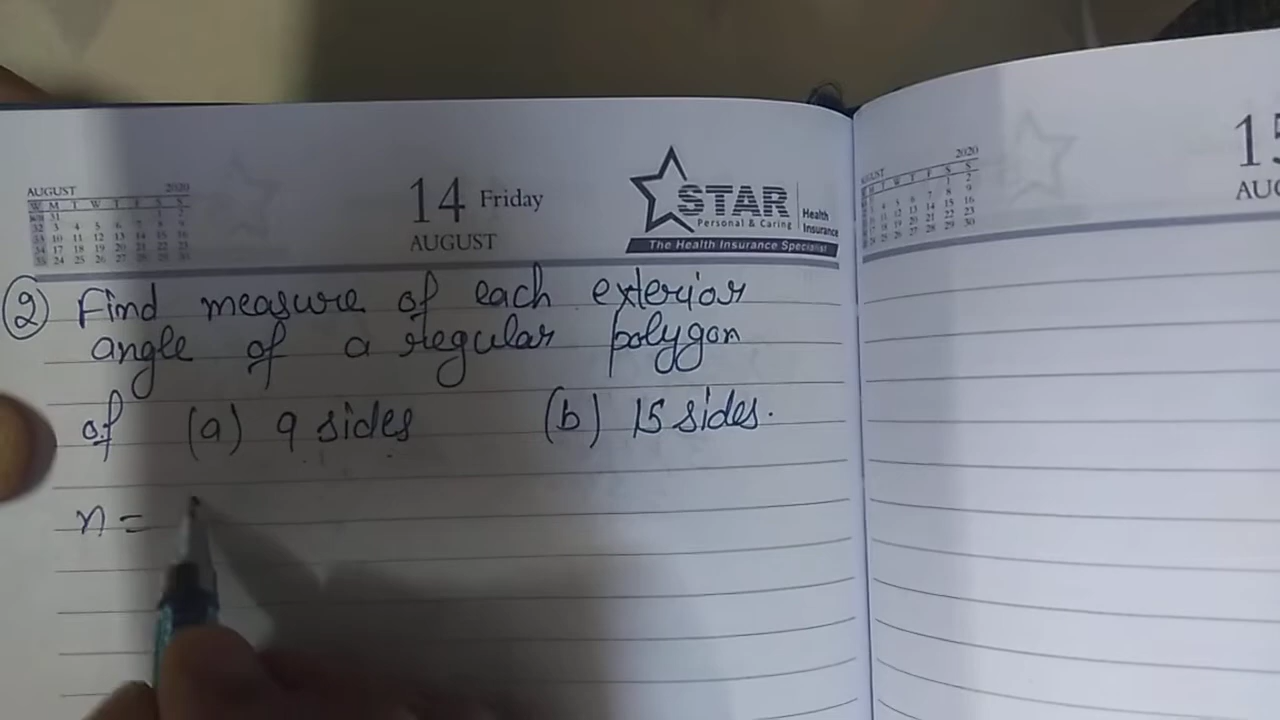 AUGUST 2020
14 Friday
AUGUST
STAR
Personal & Caring
Health
Insurance
The Health Insurance Specialist
② Find measure of each exterior
angle of a regular polygon
of (a) 9 sides (b) 15 sides.
n =
AUGUST 2020
15
AUG